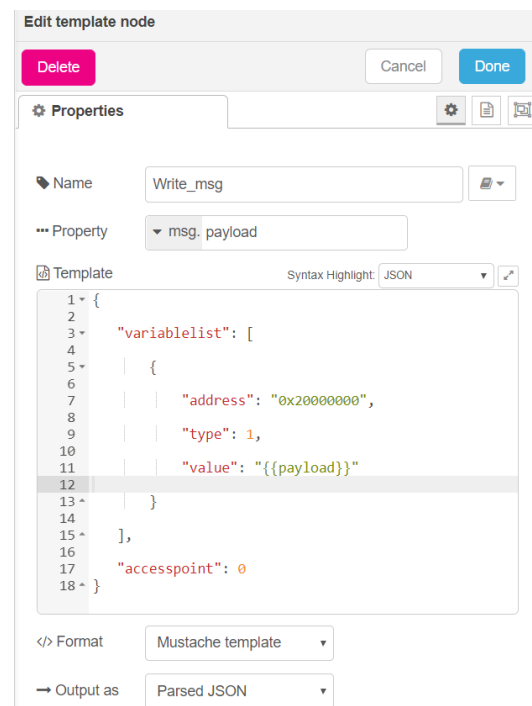 Edit template node
Delete
Cancel
Done
Properties
Name
Write_msg
Property
msg. payload
Template
Syntax Highlight: JSON
1 {
2
3 "variablelist": [
4
5 {
6
7 "address": "0x20000000",
8
9 "type": 1,
10
11 "value": "{{payload}}"
12
13 }
14
15 ],
16
17 "accesspoint": 0
18 }
</> Format
Mustache template
Output as
Parsed JSON